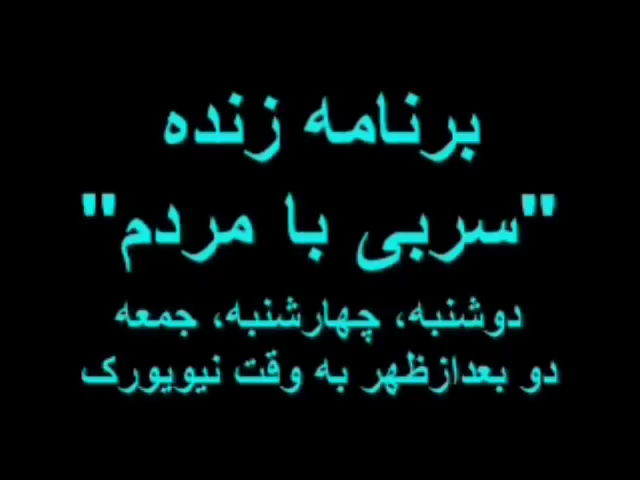 برنامه زنده
"سربی با مردم"
دوشنبه، چهارشنبه، جمعه
دو بعدازظهر به وقت نیویورک